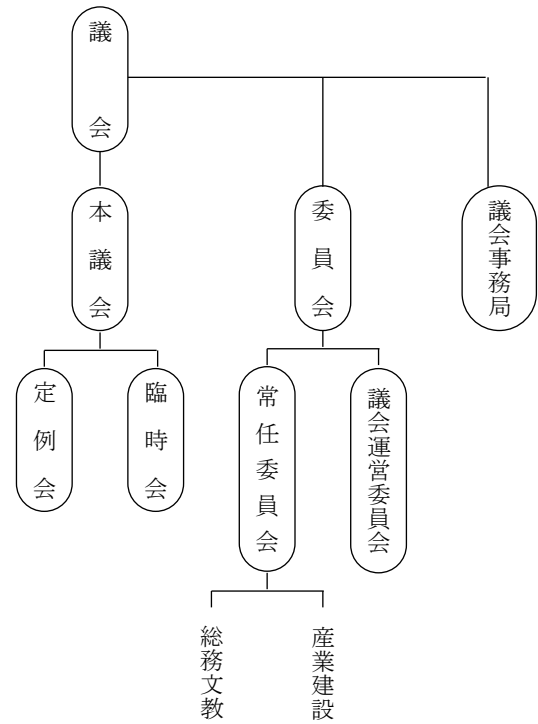 議会
本議会
委員会
議会事務局
定例会
臨時会
常任委員会
議会運営委員会
総務文教
産業建設